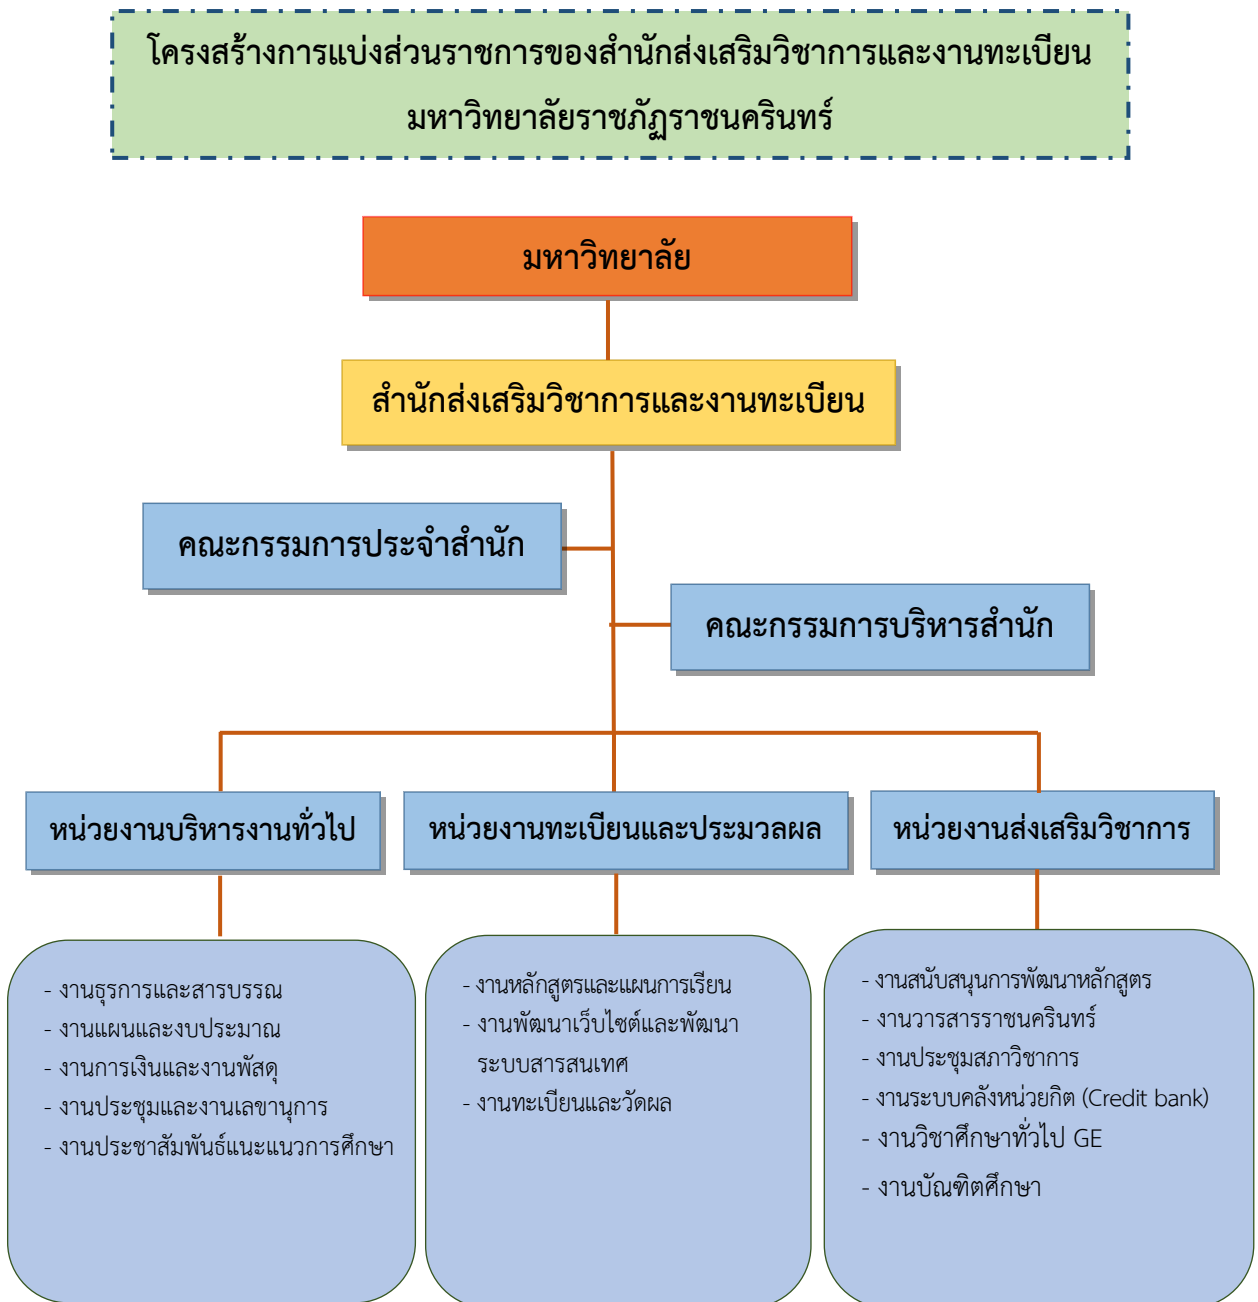 โครงสร้างการแบ่งส่วนราชการของสำนักส่งเสริมวิชาการและงานทะเบียน
มหาวิทยาลัยราชภัฏราชนครินทร์
มหาวิทยาลัย
สำนักส่งเสริมวิชาการและงานทะเบียน
คณะกรรมการประจำสำนัก
คณะกรรมการบริหารสำนัก
หน่วยงานบริหารงานทั่วไป
หน่วยงานทะเบียนและประมวลผล
หน่วยงานส่งเสริมวิชาการ
- งานธุรการและสารบรรณ
- งานแผนและงบประมาณ
- งานการเงินและงานพัสดุ
- งานประชุมและงานเลขานุการ
- งานประชาสัมพันธ์แนะแนวการศึกษา
- งานหลักสูตรและแผนการเรียน
- งานพัฒนาเว็บไซต์และพัฒนา
ระบบสารสนเทศ
- งานทะเบียนและวัดผล
- งานสนับสนุนการพัฒนาหลักสูตร
- งานวารสารราชนครินทร์
- งานประชุมสภาวิชาการ
- งานระบบคลังหน่วยกิต (Credit bank)
- งานวิชาศึกษาทั่วไป GE
- งานบัณฑิตศึกษา